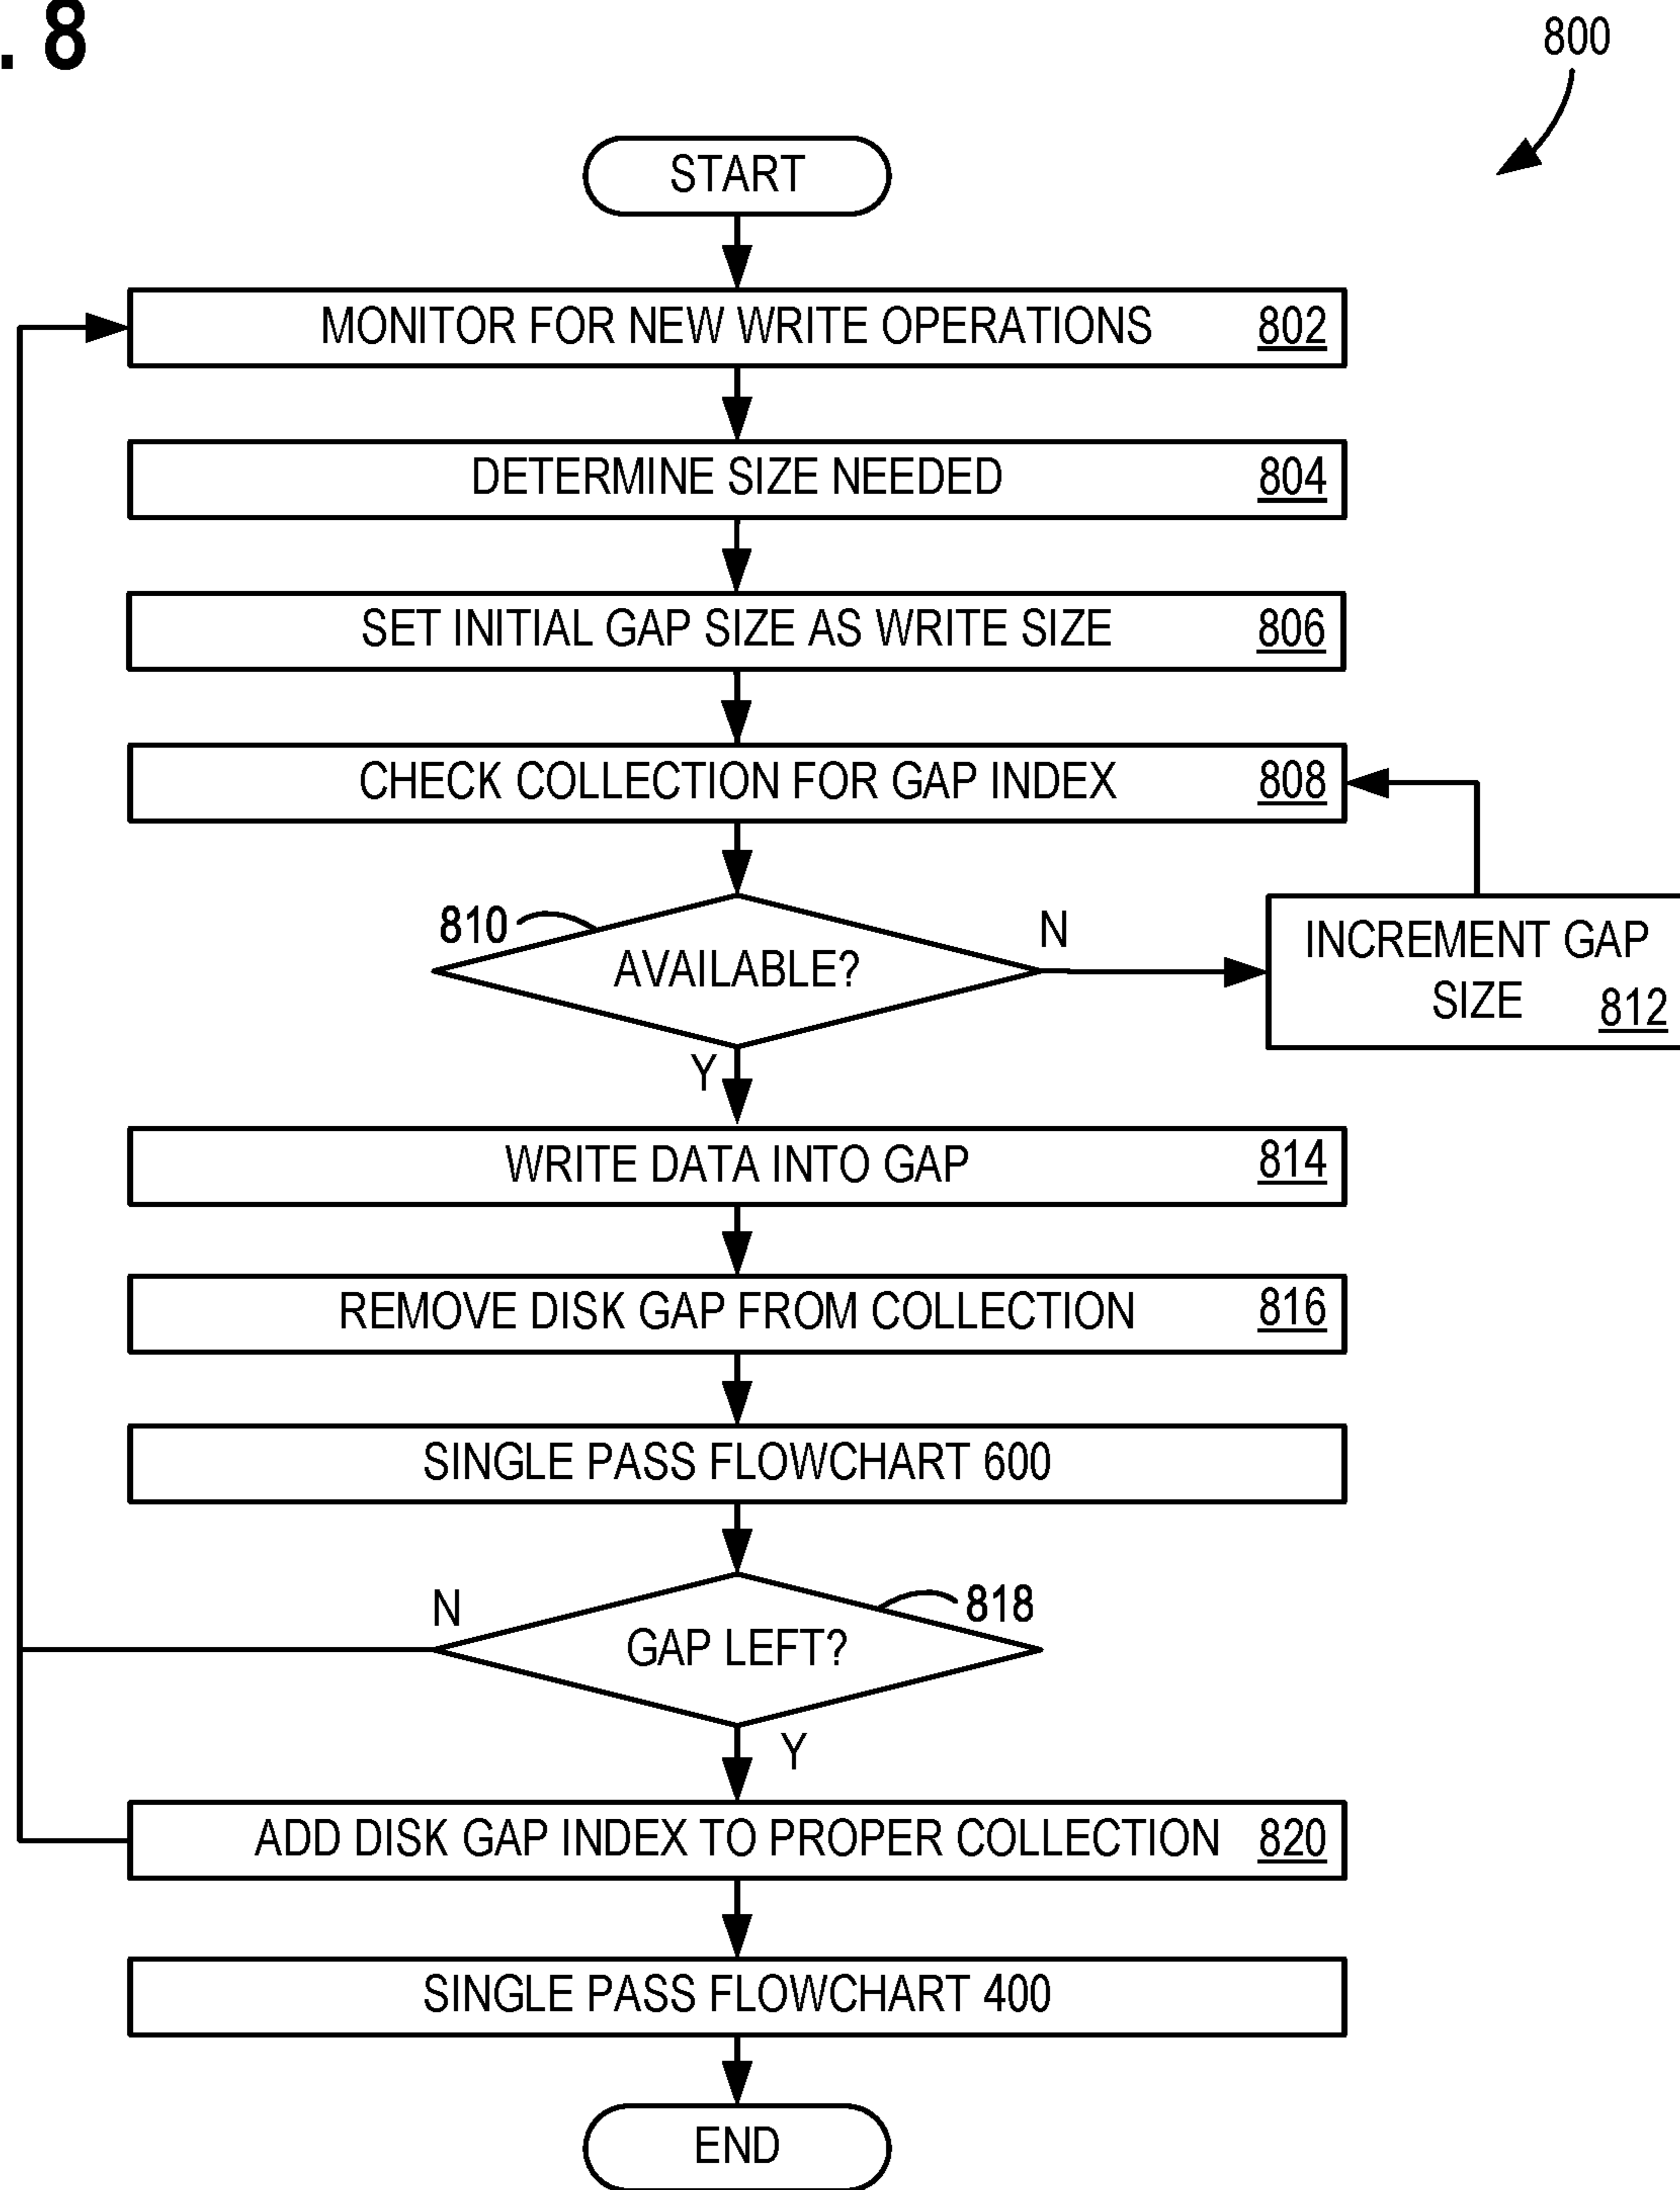 . 8
800
START
MONITOR FOR NEW WRITE OPERATIONS 802
DETERMINE SIZE NEEDED 804
SET INITIAL GAP SIZE AS WRITE SIZE 806
CHECK COLLECTION FOR GAP INDEX 808
810
N
AVAILABLE?
INCREMENT GAP
SIZE 812
Y
WRITE DATA INTO GAP 814
REMOVE DISK GAP FROM COLLECTION 816
SINGLE PASS FLOWCHART 600
N
818
GAP LEFT?
Y
ADD DISK GAP INDEX TO PROPER COLLECTION 820
SINGLE PASS FLOWCHART 400
END